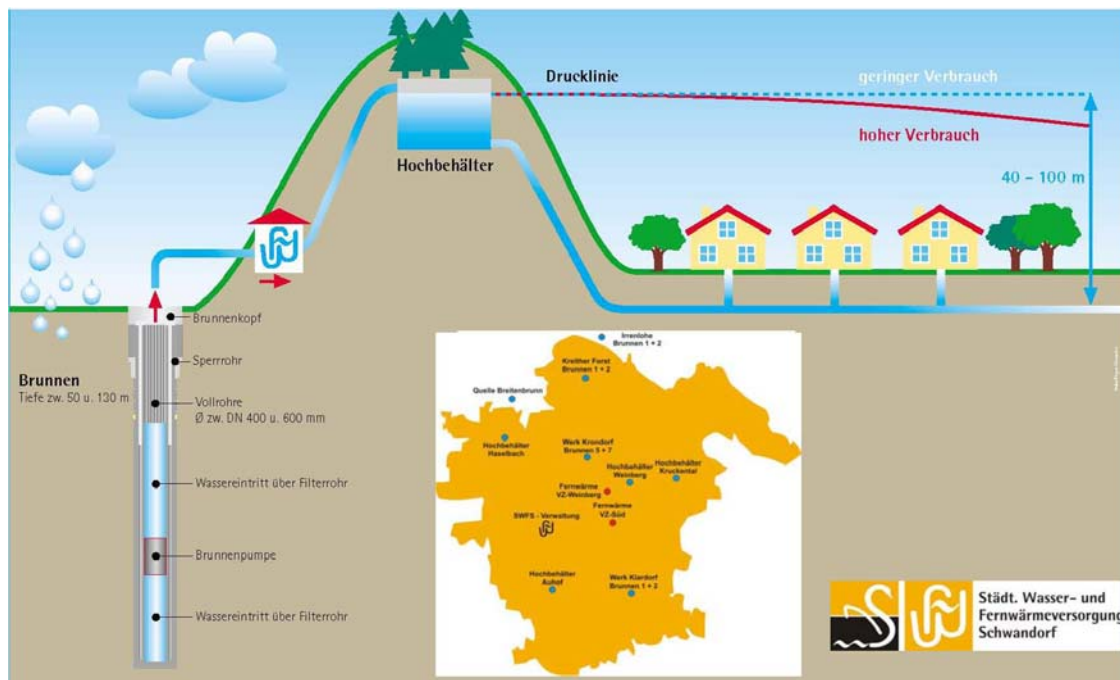 Drucklinie
geringer Verbrauch
hoher Verbrauch
Hochbehälter
40 – 100 m
Brunnenkopf
Sperrrohr
Brunnen
Tiefe zw. 50 u. 130 m
Vollrohre
Ø zw. DN 400 u. 600 mm
Wassereintritt über Filterrohr
Brunnenpumpe
Wassereintritt über Filterrohr
Irrenlohe
Brunnen 1 + 2
Kreither Forst
Brunnen 1 + 2
Quelle Breitenbrunn
Hochbehälter
Haselbach
Werk Krondorf
Brunnen 5 + 7
Hochbehälter
Weinberg
Hochbehälter
Kruckental
Fernwärme
VZ-Weinberg
Fernwärme
VZ-Süd
SWFS - Verwaltung
Hochbehälter
Auhof
Werk Klardorf
Brunnen 1 + 2
Städt. Wasser- und
Fernwärmeversorgung
Schwandorf